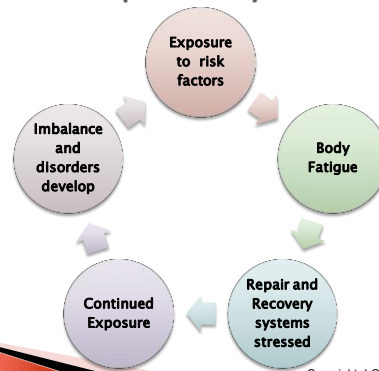 Exposure
to risk
factors
Body
Fatigue
Repair and
Recovery
systems
stressed
Continued
Exposure
Imbalance
and
disorders
develop